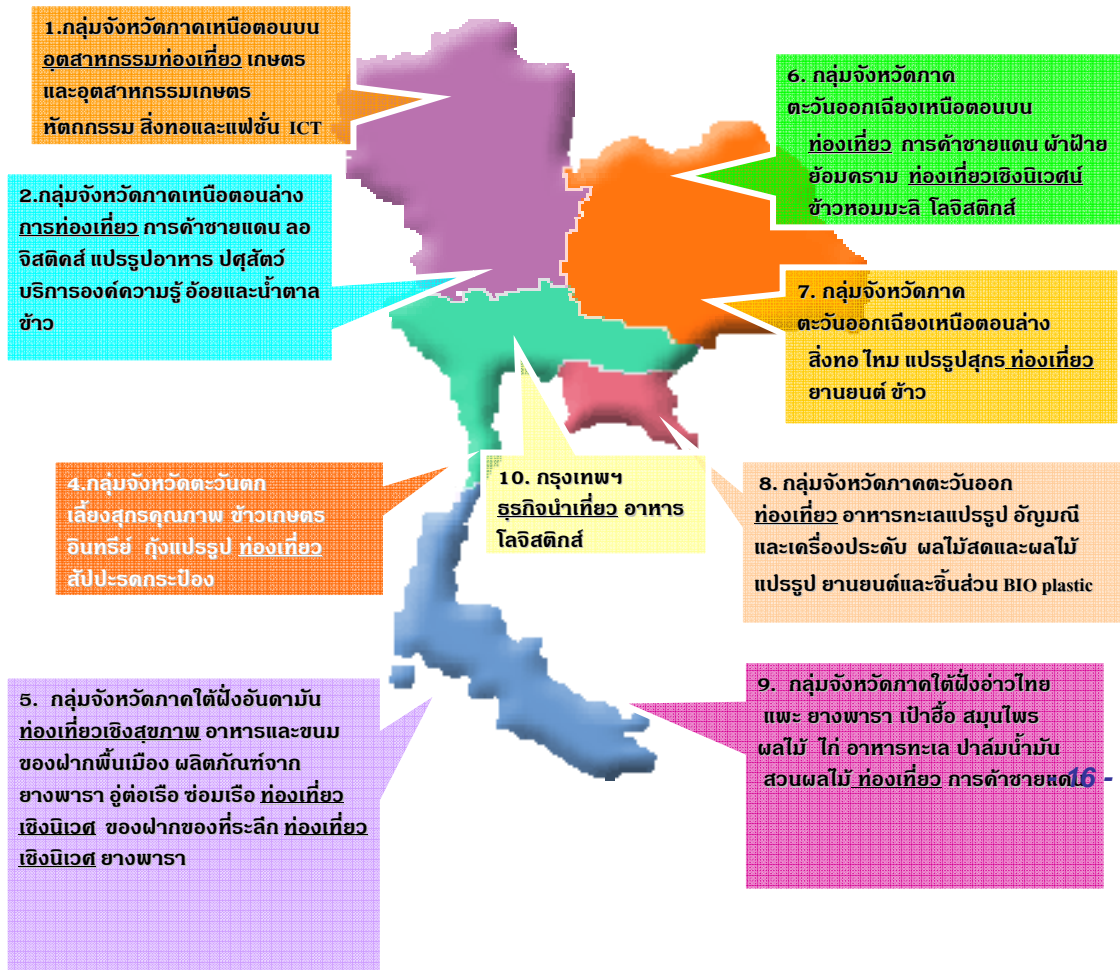 1.กลุ่มจังหวัดภาคเหนือตอนบน
อุตสาหกรรมท่องเที่ยว เกษตร
และอุตสาหกรรมเกษตร
หัตถกรรม สิ่งทอและแฟชั่น ICT
2.กลุ่มจังหวัดภาคเหนือตอนล่าง
การท่องเที่ยว การค้าชายแดน ลอ
จิสติคส์ แปรรูปอาหาร ปศุสัตว์
บริการองค์ความรู้ อ้อยและน้ำตาล
ข้าว
4.กลุ่มจังหวัดตะวันตก
เลี้ยงสุกรคุณภาพ ข้าวเกษตร
อินทรีย์ กุ้งแปรรูป ท่องเที่ยว
สัปปะรดกระป๋อง
5. กลุ่มจังหวัดภาคใต้ฝั่งอันดามัน
ท่องเที่ยวเชิงสุขภาพ อาหารและขนม
ของฝากพื้นเมือง ผลิตภัณฑ์จาก
ยางพารา อู่ต่อเรือ ซ่อมเรือ ท่องเที่ยว
เชิงนิเวศ ของฝากของที่ระลึก ท่องเที่ยว
เชิงนิเวศ ยางพารา
6. กลุ่มจังหวัดภาค
ตะวันออกเฉียงเหนือตอนบน
ท่องเที่ยว การค้าชายแดน ผ้าฝ้าย
ย้อมคราม ท่องเที่ยวเชิงนิเวศน์
ข้าวหอมมะลิ โลจิสติกส์
7. กลุ่มจังหวัดภาค
ตะวันออกเฉียงเหนือตอนล่าง
สิ่งทอ ไหม แปรรูปสุกร ท่องเที่ยว
ยานยนต์ ข้าว
10. กรุงเทพฯ
ธุรกิจนำเที่ยว อาหาร
โลจิสติกส์
8. กลุ่มจังหวัดภาคตะวันออก
ท่องเที่ยว อาหารทะเลแปรรูป อัญมณี
และเครื่องประดับ ผลไม้สดและผลไม้
แปรรูป ยานยนต์และชิ้นส่วน BIO plastic
9. กลุ่มจังหวัดภาคใต้ฝั่งอ่าวไทย
แพะ ยางพารา เป๋าฮื้อ สมุนไพร
ผลไม้ ไก่ อาหารทะเล ปาล์มน้ำมัน
สวนผลไม้ ท่องเที่ยว การค้าชายแดน
- 16 -